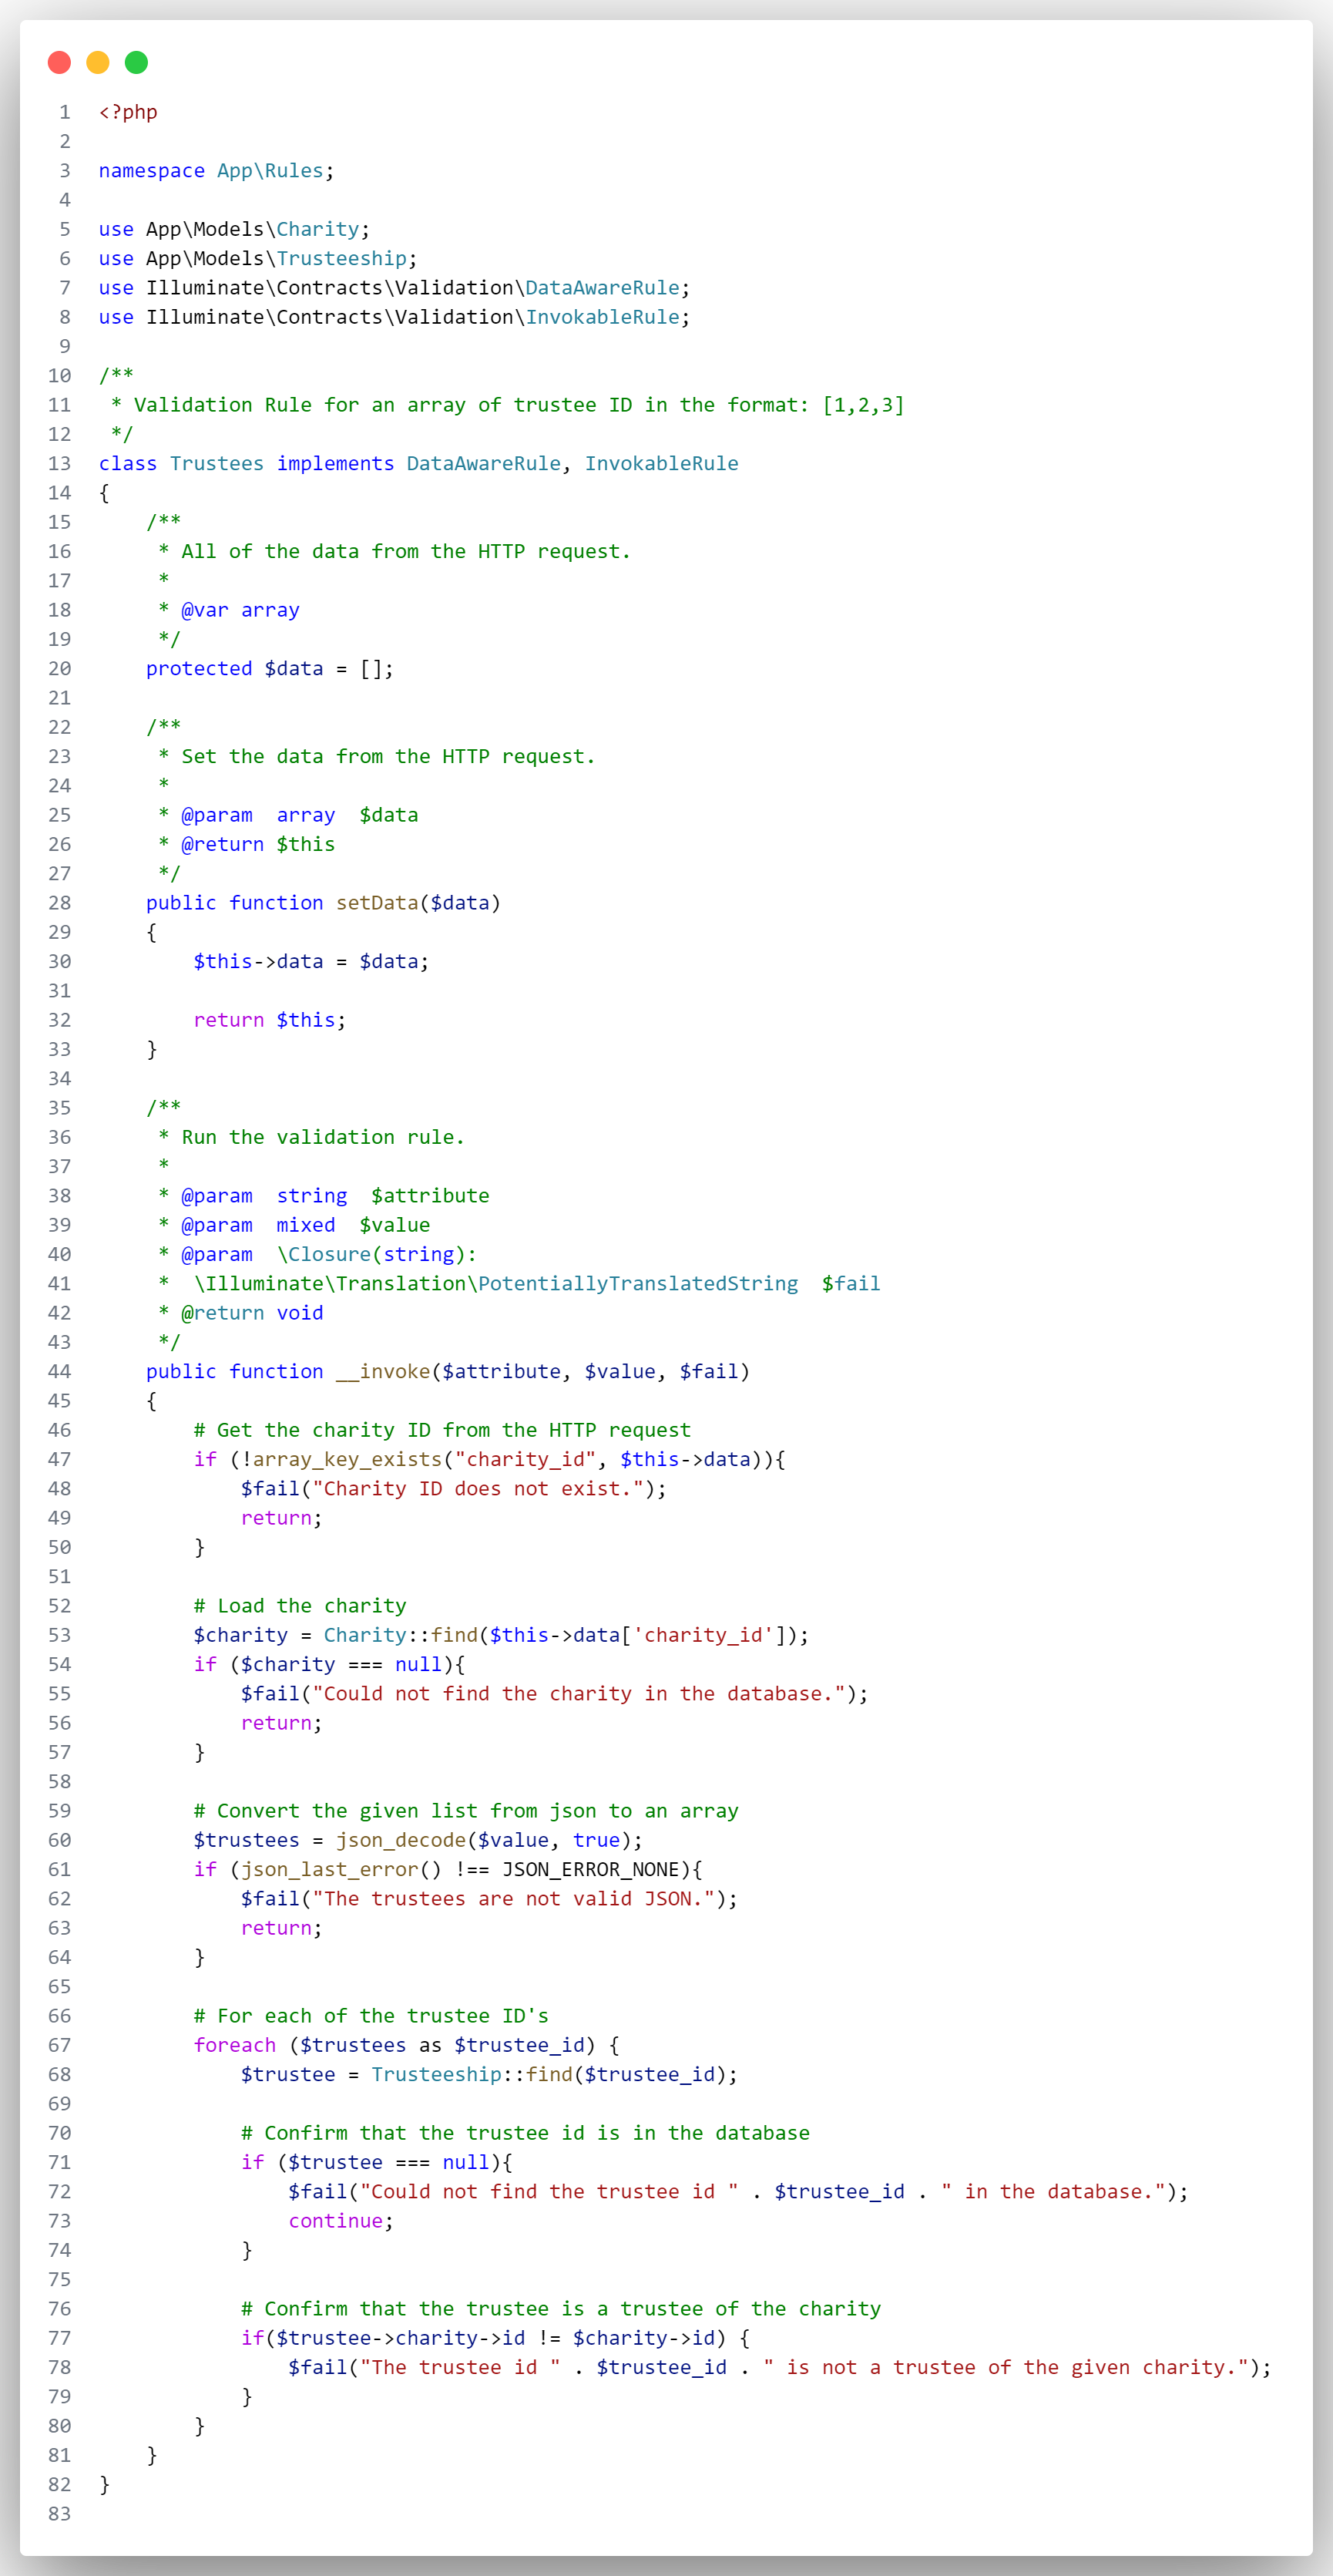 1 <?php
2
3 namespace App\Rules;
4
5 use App\Models\Charity;
6 use App\Models\Trusteeship;
7 use Illuminate\Contracts\Validation\DataAwareRule;
8 use Illuminate\Contracts\Validation\InvokableRule;
9
10 /**
11  * Validation Rule for an array of trustee ID in the format: [1,2,3]
12  */
13 class Trustees implements DataAwareRule, InvokableRule
14 {
15     /**
16      * All of the data from the HTTP request.
17      *
18      * @var array
19      */
20     protected $data = [];
21
22     /**
23      * Set the data from the HTTP request.
24      *
25      * @param  array  $data
26      * @return $this
27      */
28     public function setData($data)
29     {
30         $this->data = $data;
31
32         return $this;
33     }
34
35     /**
36      * Run the validation rule.
37      *
38      * @param  string  $attribute
39      * @param  mixed  $value
40      * @param  \Closure(string):
41      *  \Illuminate\Translation\PotentiallyTranslatedString  $fail
42      * @return void
43      */
44     public function __invoke($attribute, $value, $fail)
45     {
46         # Get the charity ID from the HTTP request
47         if (!array_key_exists("charity_id", $this->data)){
48             $fail("Charity ID does not exist.");
49             return;
50         }
51
52         # Load the charity
53         $charity = Charity::find($this->data['charity_id']);
54         if ($charity === null){
55             $fail("Could not find the charity in the database.");
56             return;
57         }
58
59         # Convert the given list from json to an array
60         $trustees = json_decode($value, true);
61         if (json_last_error() !== JSON_ERROR_NONE){
62             $fail("The trustees are not valid JSON.");
63             return;
64         }
65
66         # For each of the trustee ID's
67         foreach ($trustees as $trustee_id) {
68             $trustee = Trusteeship::find($trustee_id);
69
70             # Confirm that the trustee id is in the database
71             if ($trustee === null){
72                 $fail("Could not find the trustee id " . $trustee_id . " in the database.");
73                 continue;
74             }
75
76             # Confirm that the trustee is a trustee of the charity
77             if($trustee->charity->id != $charity->id) {
78                 $fail("The trustee id " . $trustee_id . " is not a trustee of the given charity.");
79             }
80         }
81     }
82 }
83